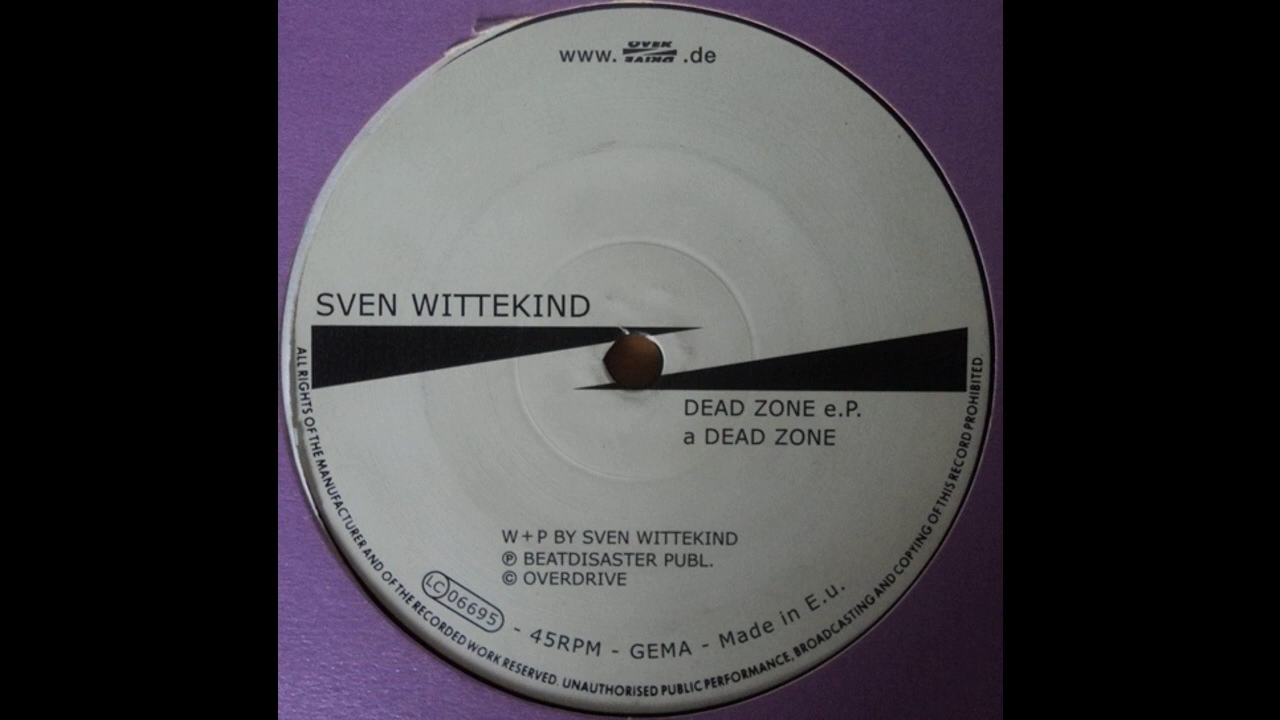 www. OVER DRIVE .de
SVEN WITTEKIND
DEAD ZONE e.P.
a DEAD ZONE
W + P BY SVEN WITTEKIND
℗ BEATDISASTER PUBL.
© OVERDRIVE
LC 06695 - 45RPM - GEMA - Made in E.u.
ALL RIGHTS OF THE MANUFACTURER AND OF THE RECORDED WORK RESERVED. UNAUTHORISED PUBLIC PERFORMANCE, BROADCASTING AND COPYING OF THIS RECORD PROHIBITED